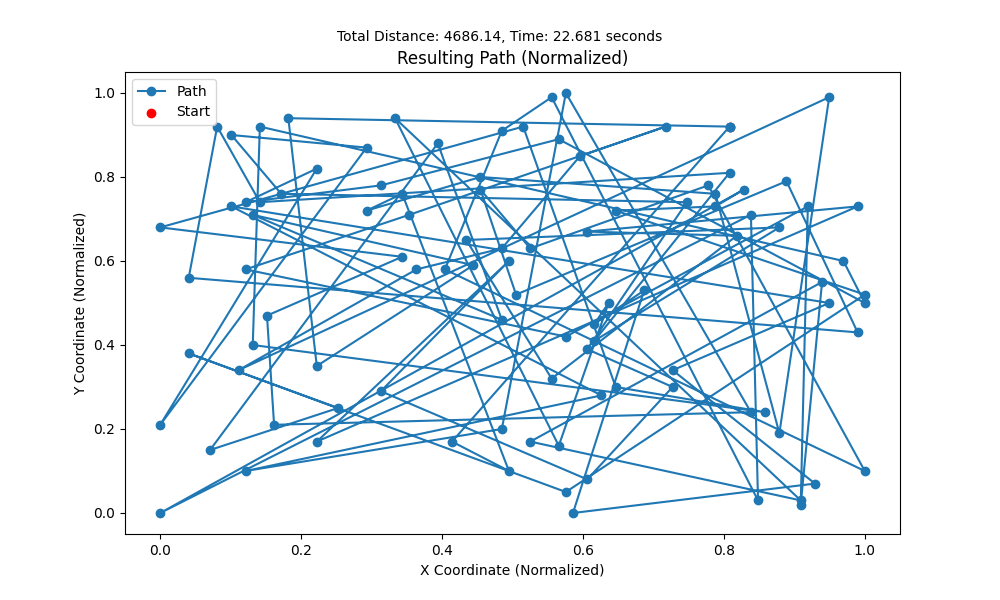 Total Distance: 4686.14, Time: 22.681 seconds
Resulting Path (Normalized)
Path
Start
Y Coordinate (Normalized)
1.0
0.8
0.6
0.4
0.2
0.0
0.0 0.2 0.4 0.6 0.8 1.0
X Coordinate (Normalized)